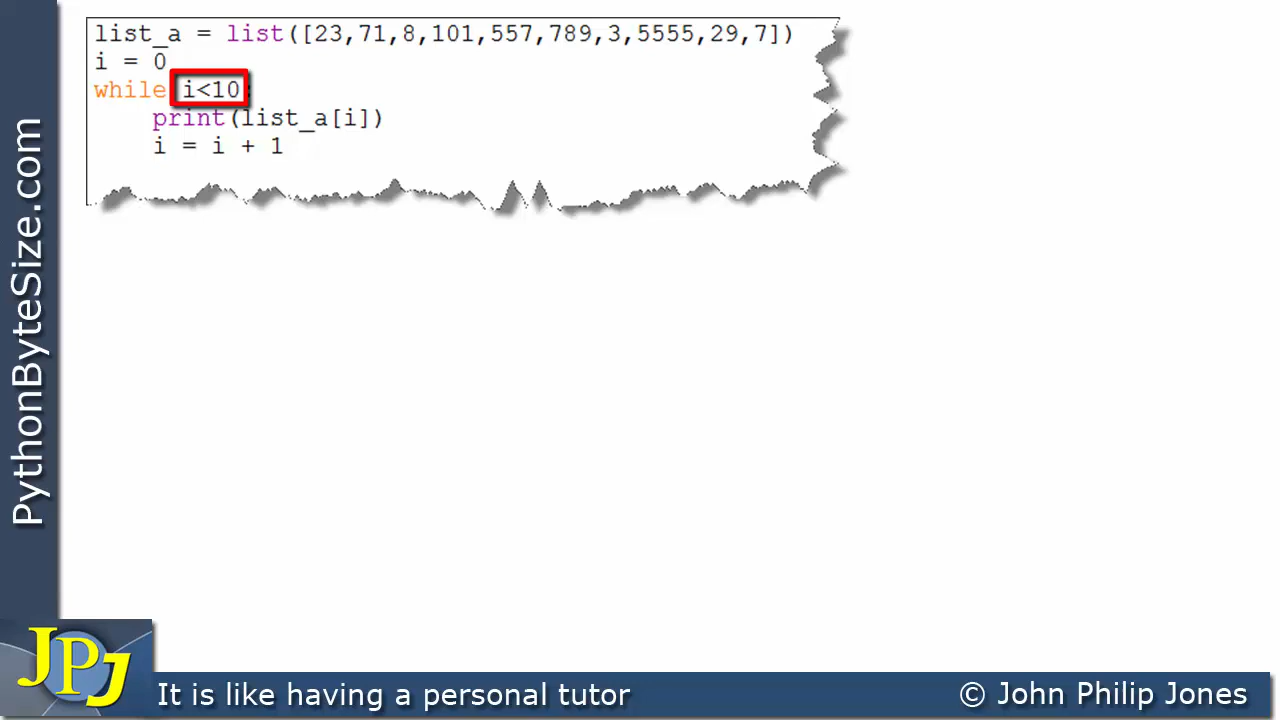 list_a = list([23,71,8,101,557,789,3,5555,29,7])
i = 0
while i<10
print(list_a[i])
i = i + 1
PythonByteSize.com
JPJ
It is like having a personal tutor
© John Philip Jones